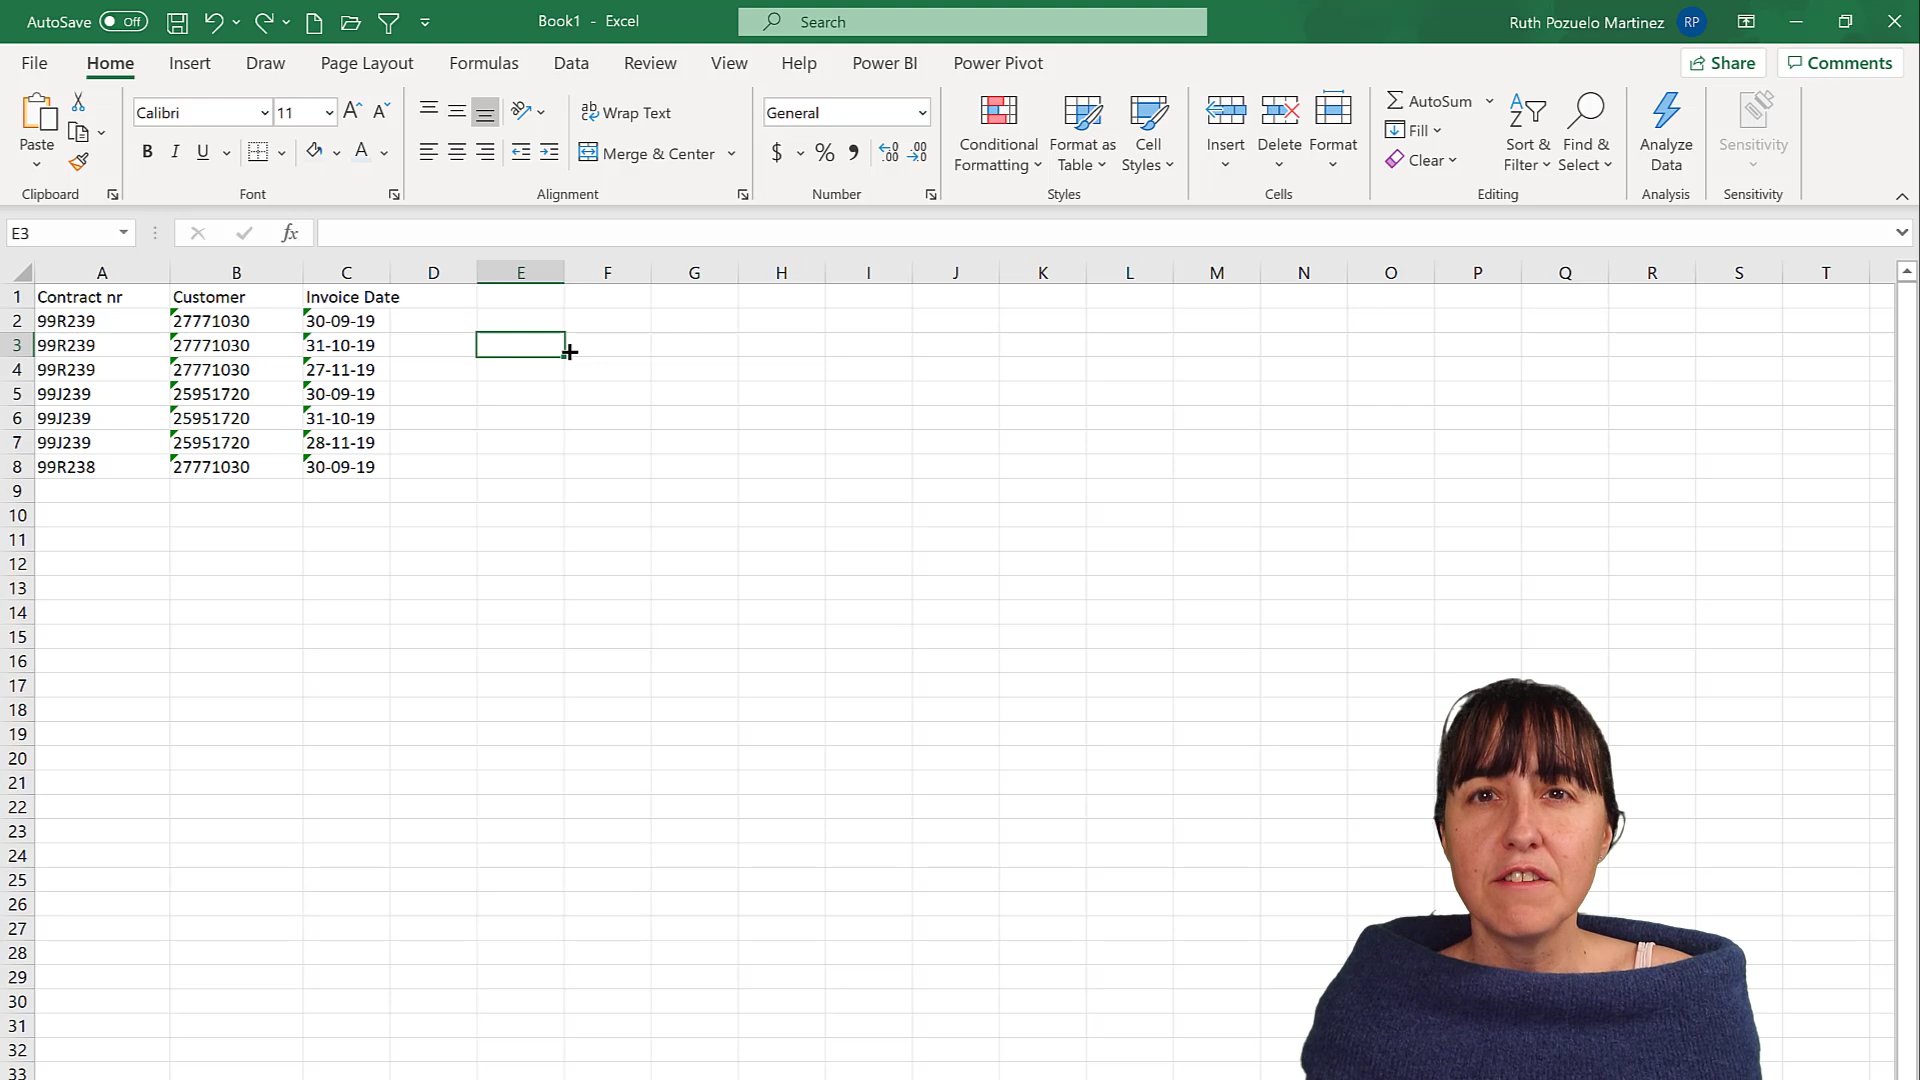 AutoSave Off Book1 - Excel Search Ruth Pozuelo Martinez RP
File Home Insert Draw Page Layout Formulas Data Review View Help Power BI Power Pivot Share Comments
Paste
Clipboard
Calibri 11
B I U
Font
Wrap Text
Merge & Center
Alignment
General
$ % 9
Number
Conditional Formatting
Format as Table
Cell Styles
Styles
Insert Delete Format
Cells
AutoSum
Fill
Clear
Sort & Filter
Find & Select
Editing
Analyze Data
Analysis
Sensitivity
Sensitivity
E3 fx
A B C D E F G H I J K L M N O P Q R S T
1 Contract nr Customer Invoice Date
2 99R239 27771030 30-09-19
3 99R239 27771030 31-10-19
4 99R239 27771030 27-11-19
5 99J239 25951720 30-09-19
6 99J239 25951720 31-10-19
7 99J239 25951720 28-11-19
8 99R238 27771030 30-09-19
9
10
11
12
13
14
15
16
17
18
19
20
21
22
23
24
25
26
27
28
29
30
31
32
33